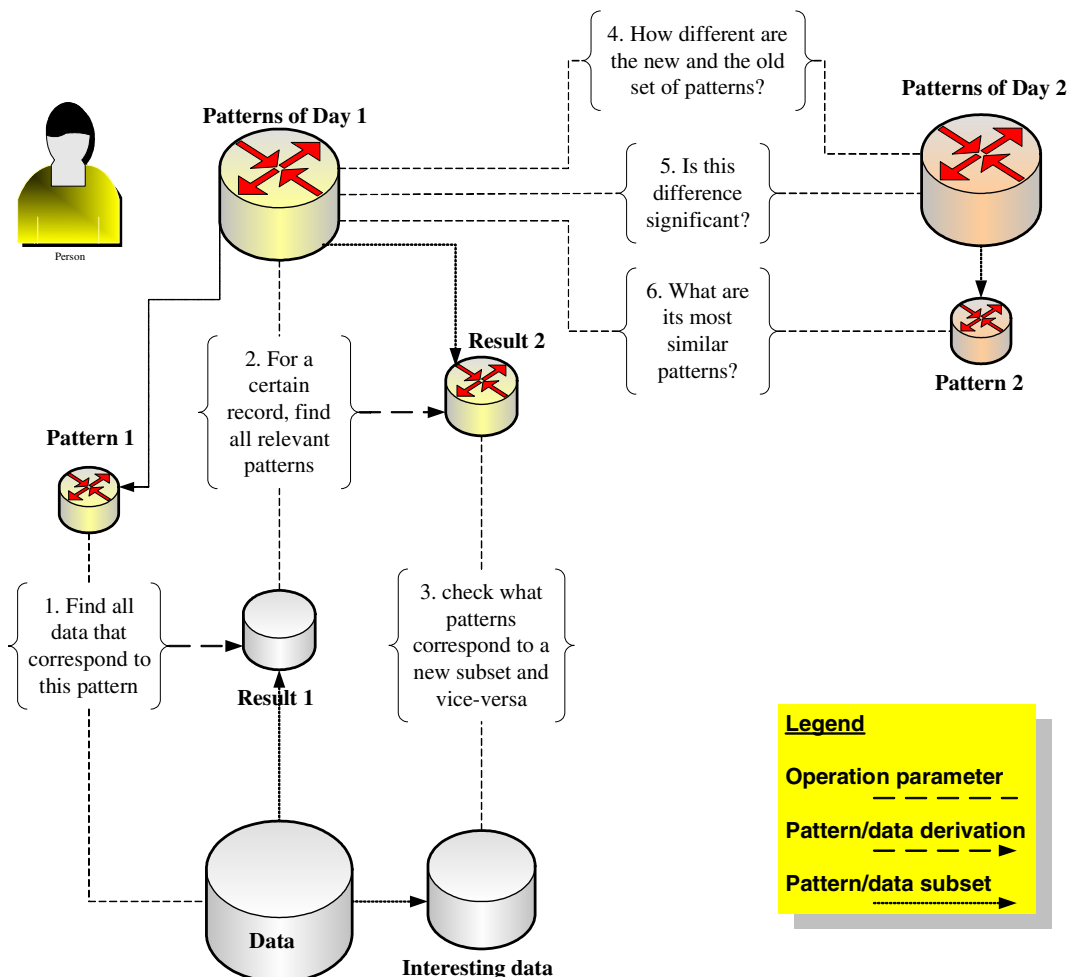 4. How different are
the new and the old
set of patterns?
Patterns of Day 1
Patterns of Day 2
5. Is this
difference
significant?
Person
6. What are
its most
similar
patterns?
Result 2
Pattern 2
2. For a
certain
record, find
all relevant
patterns
Pattern 1
1. Find all
data that
correspond to
this pattern
3. check what
patterns
correspond to a
new subset and
vice-versa
Result 1
Legend
Operation parameter
Pattern/data derivation
Pattern/data subset
Data
Interesting data